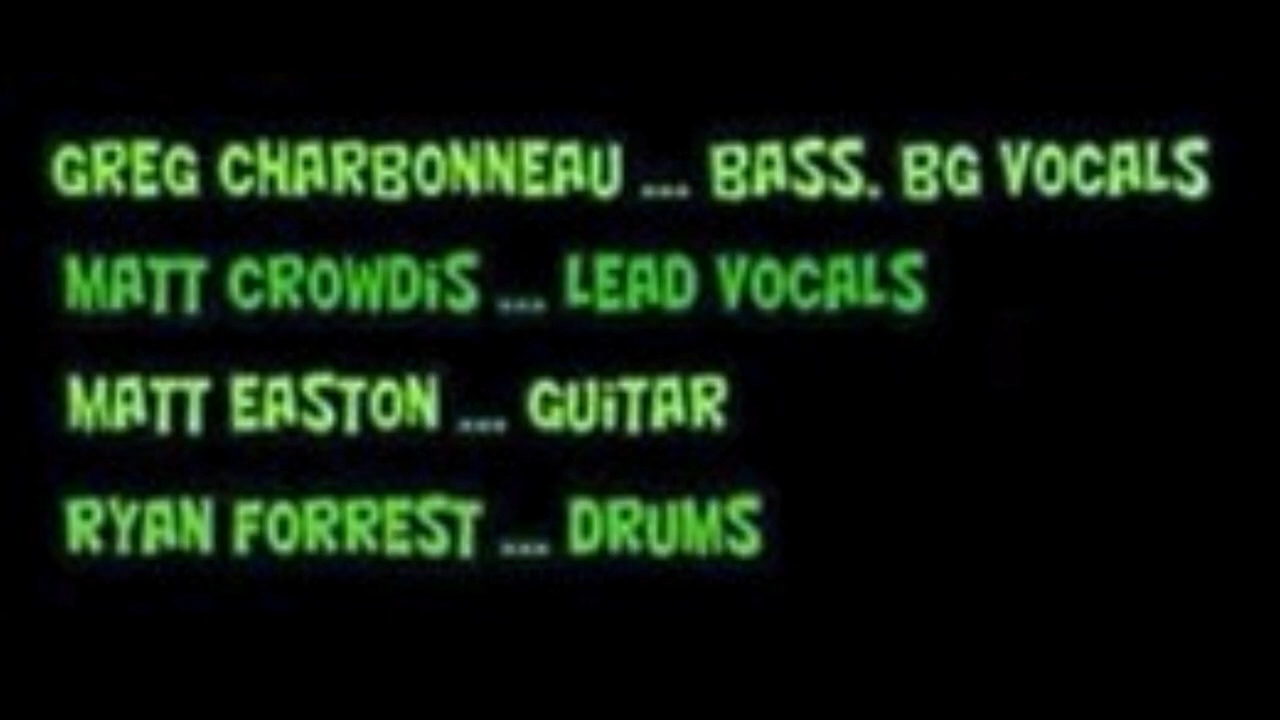 GREG CHARBONNEAU ... BASS. BG VOCALS
MATT CROWDiS ... LEAD VOCALS
MATT EASTON ... GUiTAR
RYAN FORREST ... DRUMS